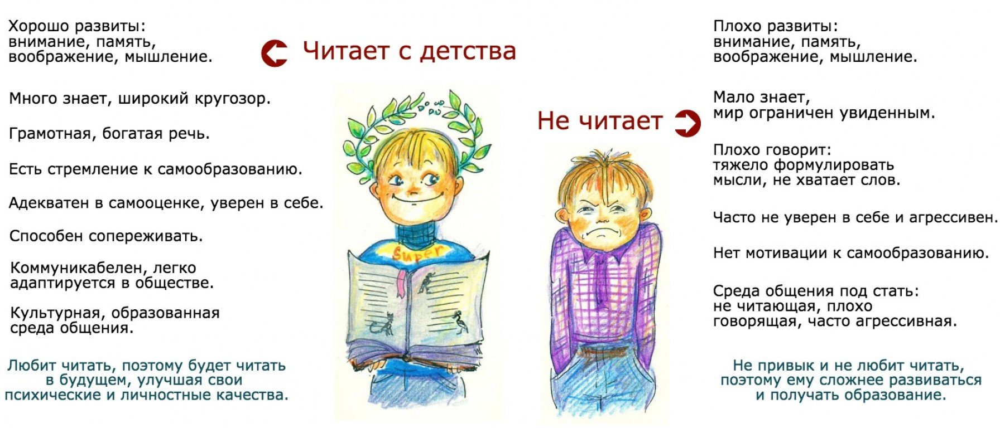 Читает с детства
Хорошо развиты:
внимание, память,
воображение, мышление.
Много знает, широкий кругозор.
Грамотная, богатая речь.
Есть стремление к самообразованию.
Адекватен в самооценке, уверен в себе.
Способен сопереживать.
Коммуникабелен, легко
адаптируется в обществе.
Культурная, образованная
среда общения.
Любит читать, поэтому будет читать
в будущем, улучшая свои
психические и личностные качества.
super
Не читает
Плохо развиты:
внимание, память,
воображение, мышление.
Мало знает,
мир ограничен увиденным.
Плохо говорит:
тяжело формулировать
мысли, не хватает слов.
Часто не уверен в себе и агрессивен.
Нет мотивации к самообразованию.
Среда общения под стать:
не читающая, плохо
говорящая, часто агрессивная.
Не привык и не любит читать,
поэтому ему сложнее развиваться
и получать образование.